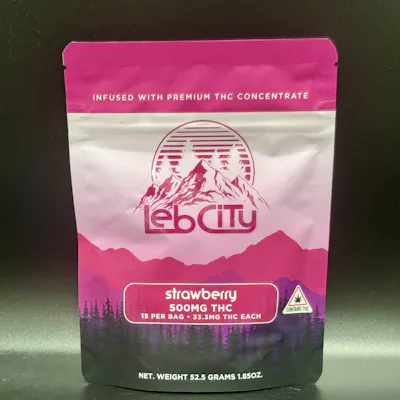 INFUSED WITH PREMIUM THC CONCENTRATE
LebCITy
strawberry
500MG THC
15 PER BAG • 33.3MG THC EACH
CONTAINS THC
NET. WEIGHT 52.5 GRAMS 1.85OZ.